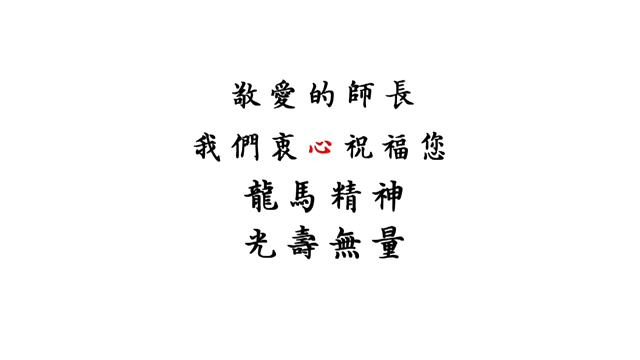 敬愛的師長
我們衷心祝福您
龍馬精神
光壽無量